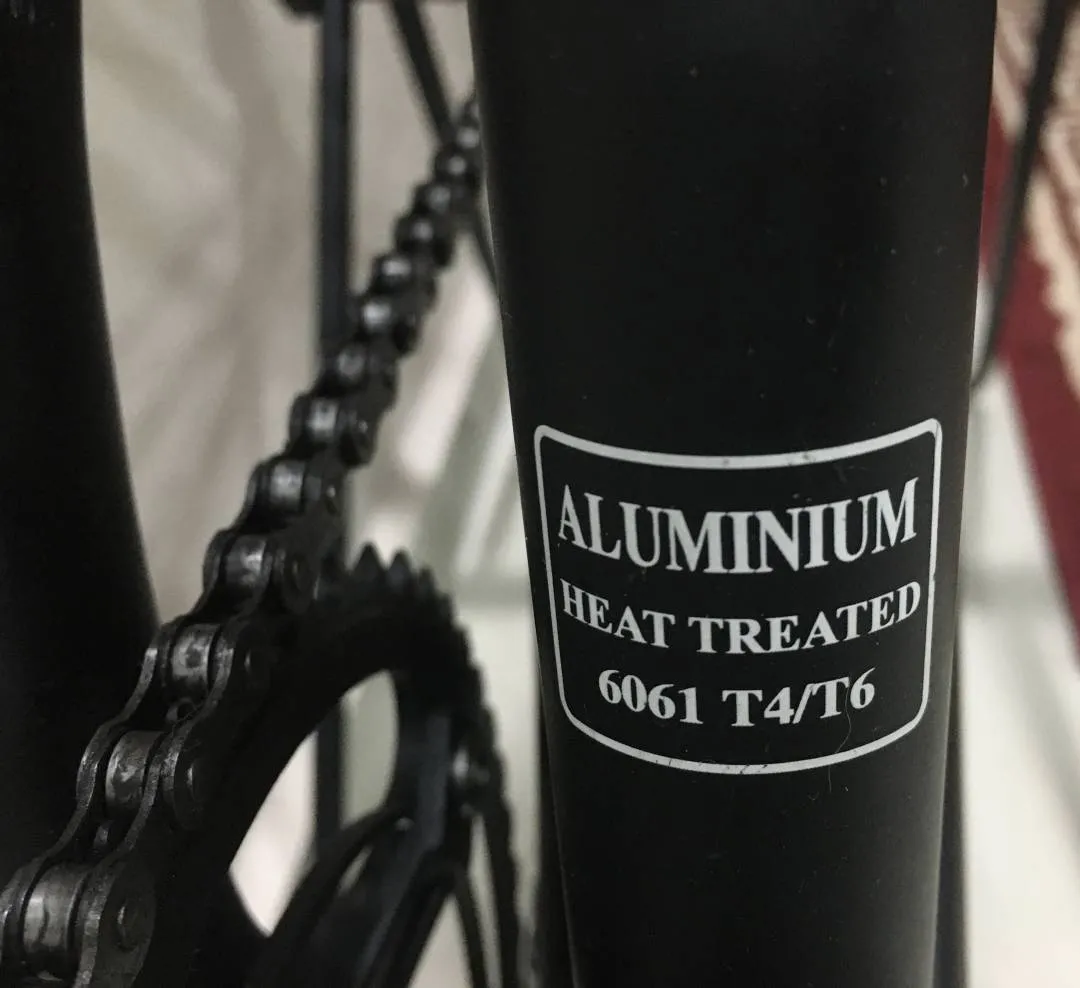 ALUMINIUM
HEAT TREATED
6061 T4/T6